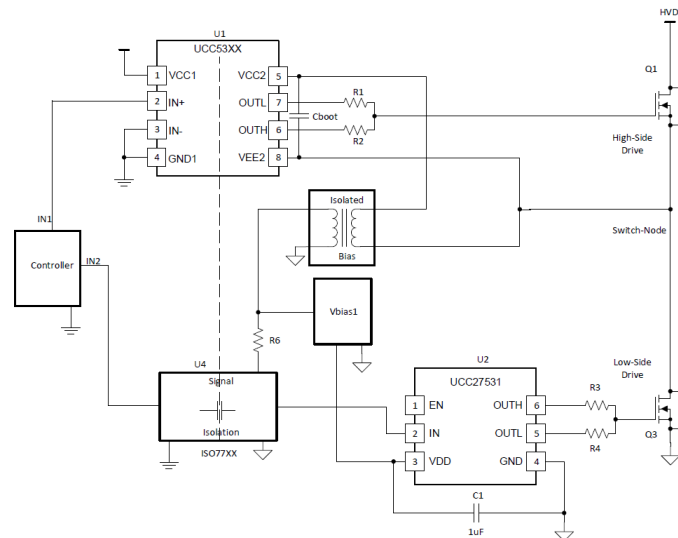 HVD
U1
UCC53XX
Q1
1 VCC1
VCC2 5
R1
2 IN+
OUTL 7
Cboot
3 IN-
OUTH 6
R2
High-Side
Drive
4 GND1
VEE2 8
IN1
Isolated
Switch-Node
Controller
IN2
Bias
Vbias1
R6
U4
U2
Low-Side
Drive
Signal
UCC27531
R3
1 EN
OUTH 6
2 IN
OUTL 5
Isolation
R4
Q3
ISO77XX
3 VDD
GND 4
C1
1uF